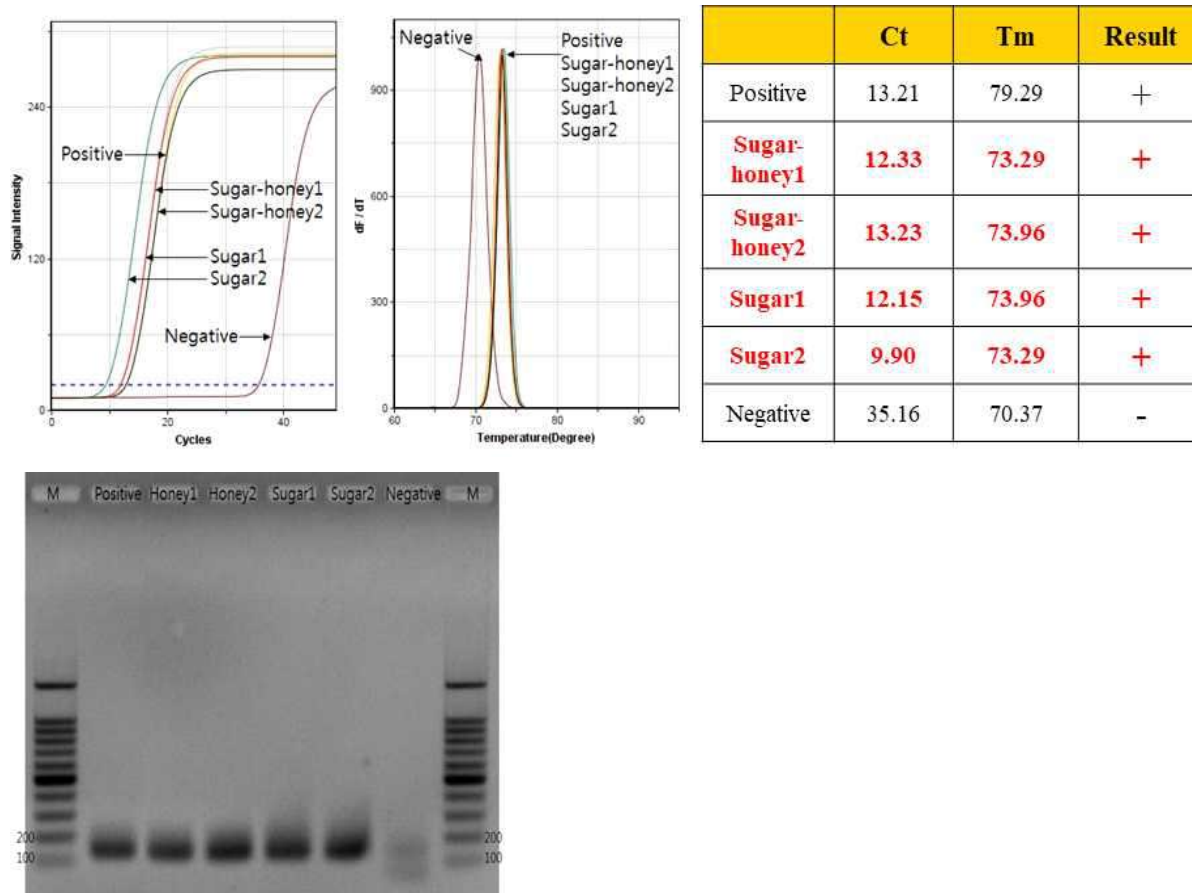 Signal Intensity
240
120
0
0
20
40
Cycles
Positive
Sugar-honey1
Sugar-honey2
Sugar1
Sugar2
Negative
dF / dT
900
600
300
0
60
70
80
90
Temperature(Degree)
Negative
Positive
Sugar-honey1
Sugar-honey2
Sugar1
Sugar2
Ct Tm Result
Positive 13.21 79.29 +
Sugar-
honey1 12.33 73.29 +
Sugar-
honey2 13.23 73.96 +
Sugar1 12.15 73.96 +
Sugar2 9.90 73.29 +
Negative 35.16 70.37 -
M Positive Honey1 Honey2 Sugar1 Sugar2 Negative M
200 200
100 100